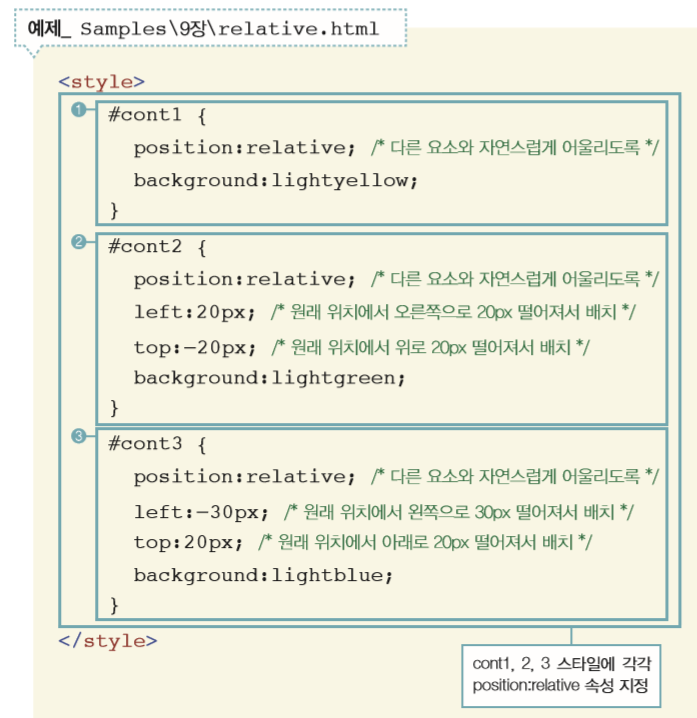 예제_ Samples\9장\relative.html
<style>
❶ #cont1 {
position:relative; /* 다른 요소와 자연스럽게 어울리도록 */
background:lightyellow;
}
❷ #cont2 {
position:relative; /* 다른 요소와 자연스럽게 어울리도록 */
left:20px; /* 원래 위치에서 오른쪽으로 20px 떨어져서 배치 */
top:–20px; /* 원래 위치에서 위로 20px 떨어져서 배치 */
background:lightgreen;
}
❸ #cont3 {
position:relative; /* 다른 요소와 자연스럽게 어울리도록 */
left:–30px; /* 원래 위치에서 왼쪽으로 30px 떨어져서 배치 */
top:20px; /* 원래 위치에서 아래로 20px 떨어져서 배치 */
background:lightblue;
}
</style>
cont1, 2, 3 스타일에 각각
position:relative 속성 지정